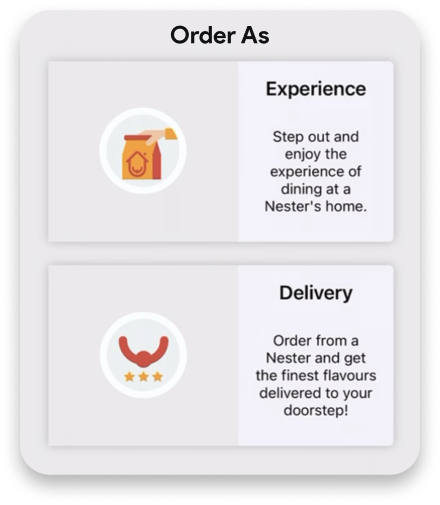 Order As
Experience
Step out and
enjoy the
experience of
dining at a
Nester's home.
Delivery
Order from a
Nester and get
the finest flavours
delivered to your
doorstep!